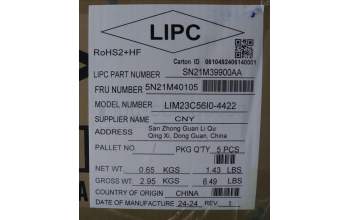 LIPC
RoHS2+HF
Carton ID 0810492406140001
LIPC PART NUMBER SN21M39900AA
FRU NUMBER 5N21M40105
MODEL NUMBER LIM23C56I0-4422
SUPPLIER NAME CNY
ADDRESS San Zhong Guan Li Qu
Qing Xi, Dong Guan, China
PALLET NO / PKG Q'TY 5 PCS
NET WT. 0.65 KGS 1.43 LBS
GROSS WT. 2.95 KGS 6.49 LBS
COUNTRY OF ORIGIN CHINA
DATE OF MANUFACTURE 24-24 REV. 1